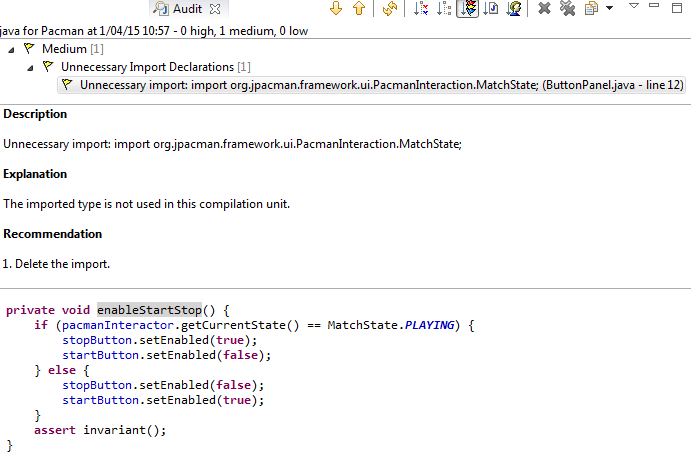 Audit
java for Pacman at 1/04/15 10:57 - 0 high, 1 medium, 0 low
Medium [1]
Unnecessary Import Declarations [1]
Unnecessary import: import org.jpacman.framework.ui.PacmanInteraction.MatchState; (ButtonPanel.java - line 12)
Description
Unnecessary import: import org.jpacman.framework.ui.PacmanInteraction.MatchState;
Explanation
The imported type is not used in this compilation unit.
Recommendation
1. Delete the import.
private void enableStartStop() {
    if (pacmanInteractor.getCurrentState() == MatchState.PLAYING) {
        stopButton.setEnabled(true);
        startButton.setEnabled(false);
    } else {
        stopButton.setEnabled(false);
        startButton.setEnabled(true);
    }
    assert invariant();
}